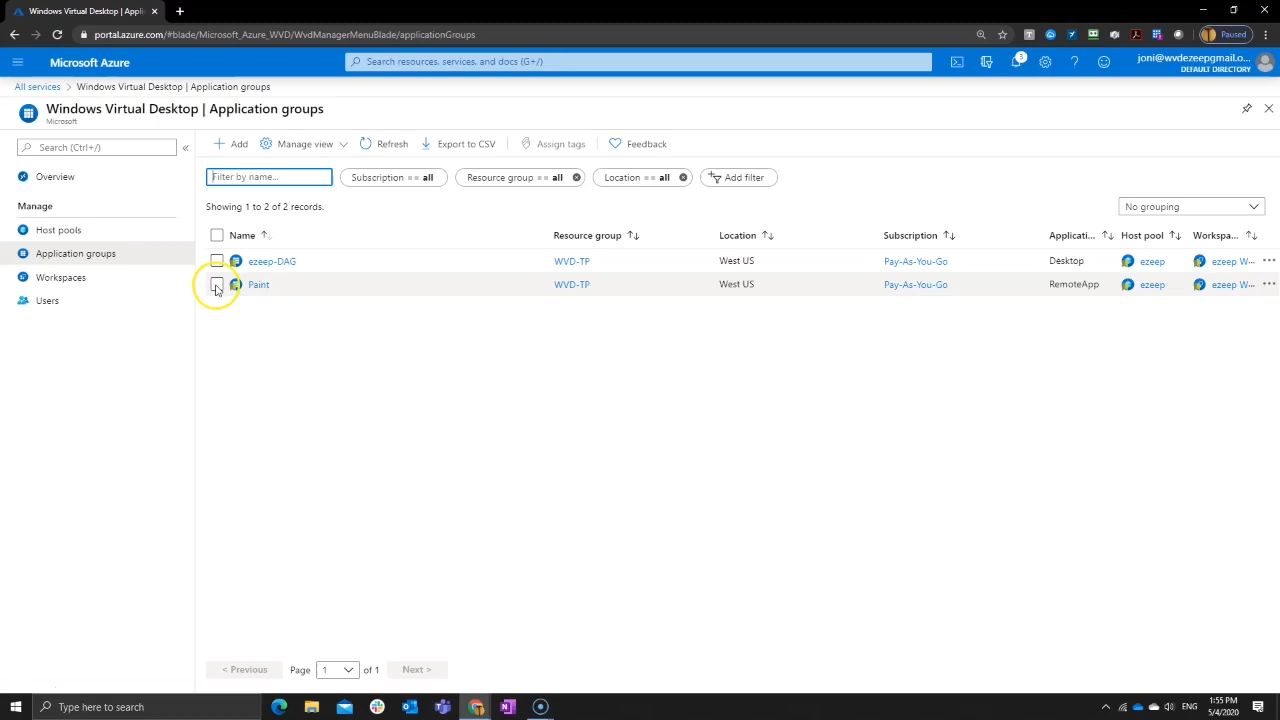 Windows Virtual Desktop | Applic
portal.azure.com/#blade/Microsoft_Azure_WVD/WvdManagerMenuBlade/applicationGroups
Paused
Microsoft Azure
Search resources, services, and docs (G+/)
3
joni@wvdezeepgmail.o...
DEFAULT DIRECTORY
All services > Windows Virtual Desktop | Application groups
Windows Virtual Desktop | Application groups
Microsoft
Search (Ctrl+/)
Overview
Manage
Host pools
Application groups
Workspaces
Users
Add Manage view Refresh Export to CSV Assign tags Feedback
Filter by name... Subscription == all Resource group == all Location == all Add filter
Showing 1 to 2 of 2 records. No grouping
Name Resource group Location Subscription Applicati... Host pool Workspa...
ezeep-DAG WVD-TP West US Pay-As-You-Go Desktop ezeep ezeep W...
Paint WVD-TP West US Pay-As-You-Go RemoteApp ezeep ezeep W...
< Previous Page 1 of 1 Next >
Type here to search
ENG
1:55 PM
5/4/2020